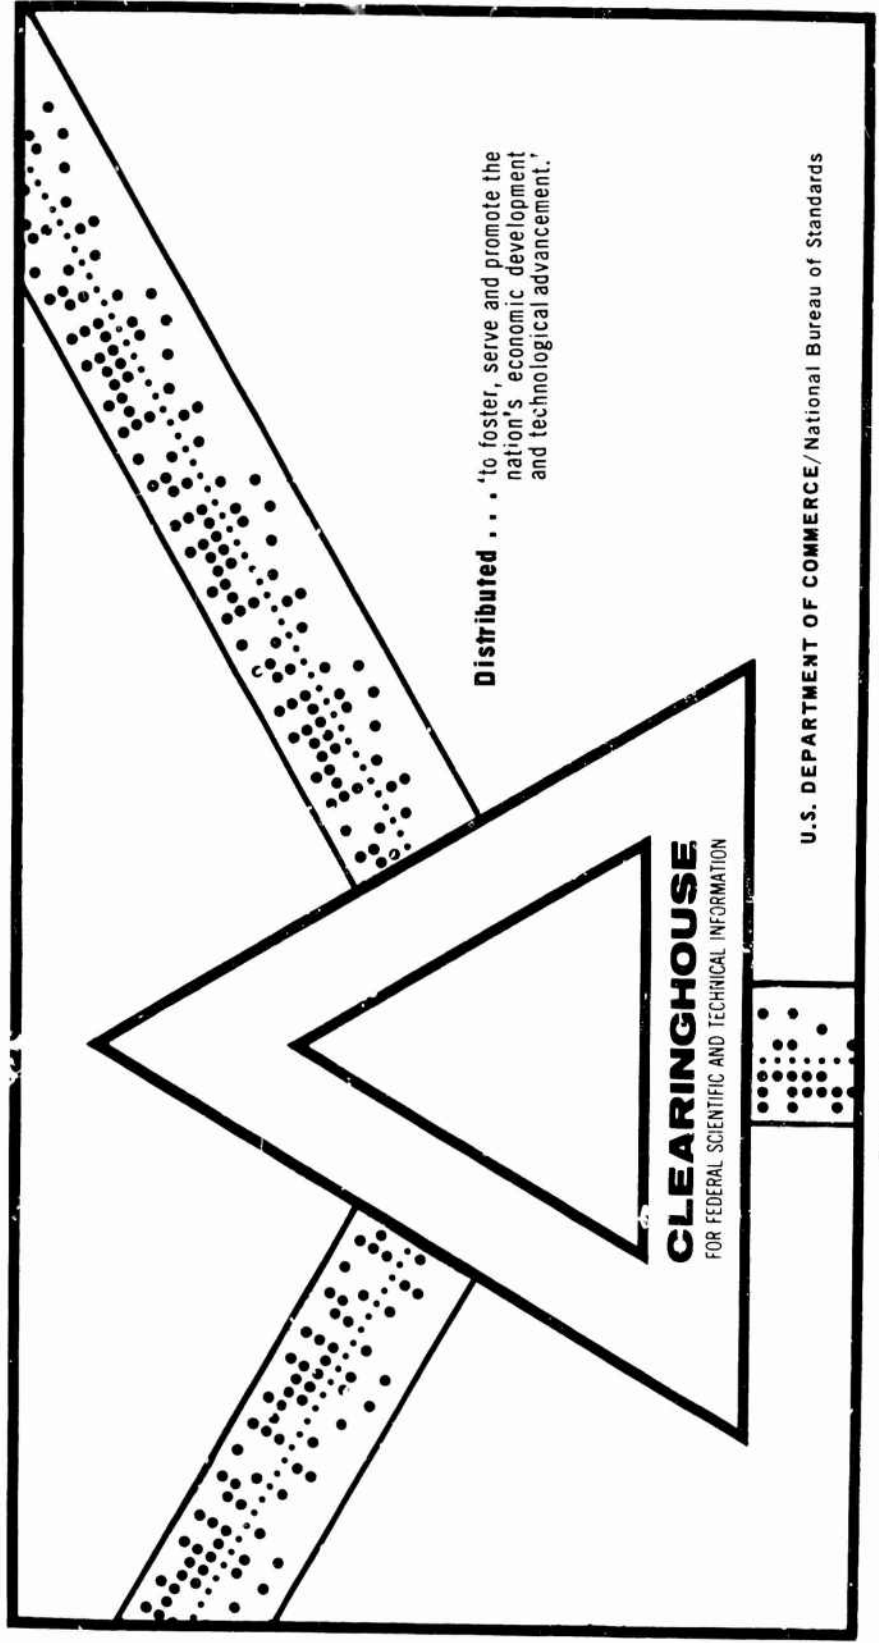 Distributed . . . 'to foster, serve and promote the
nation's economic development
and technological advancement.'
CLEARINGHOUSE
FOR FEDERAL SCIENTIFIC AND TECHNICAL INFORMATION
U.S. DEPARTMENT OF COMMERCE/National Bureau of Standards